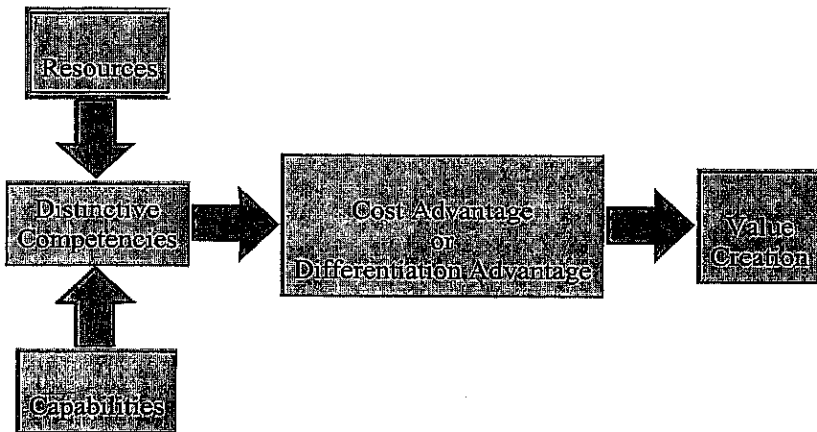 Resources
Distinctive
Competencies
Cost Advantage
or
Differentiation Advantage
Value
Creation
Capabilities